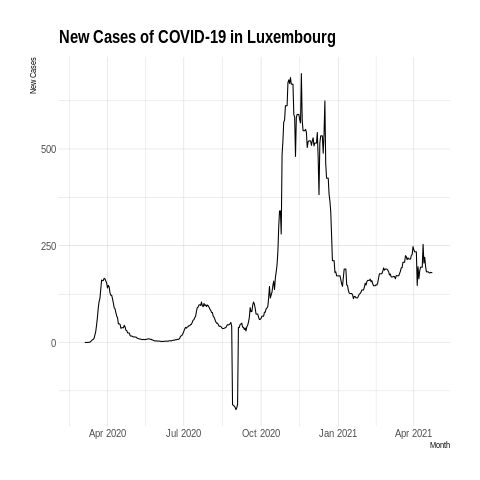 New Cases of COVID-19 in Luxembourg
New Cases
500
250
0
Apr 2020 Jul 2020 Oct 2020 Jan 2021 Apr 2021
Month